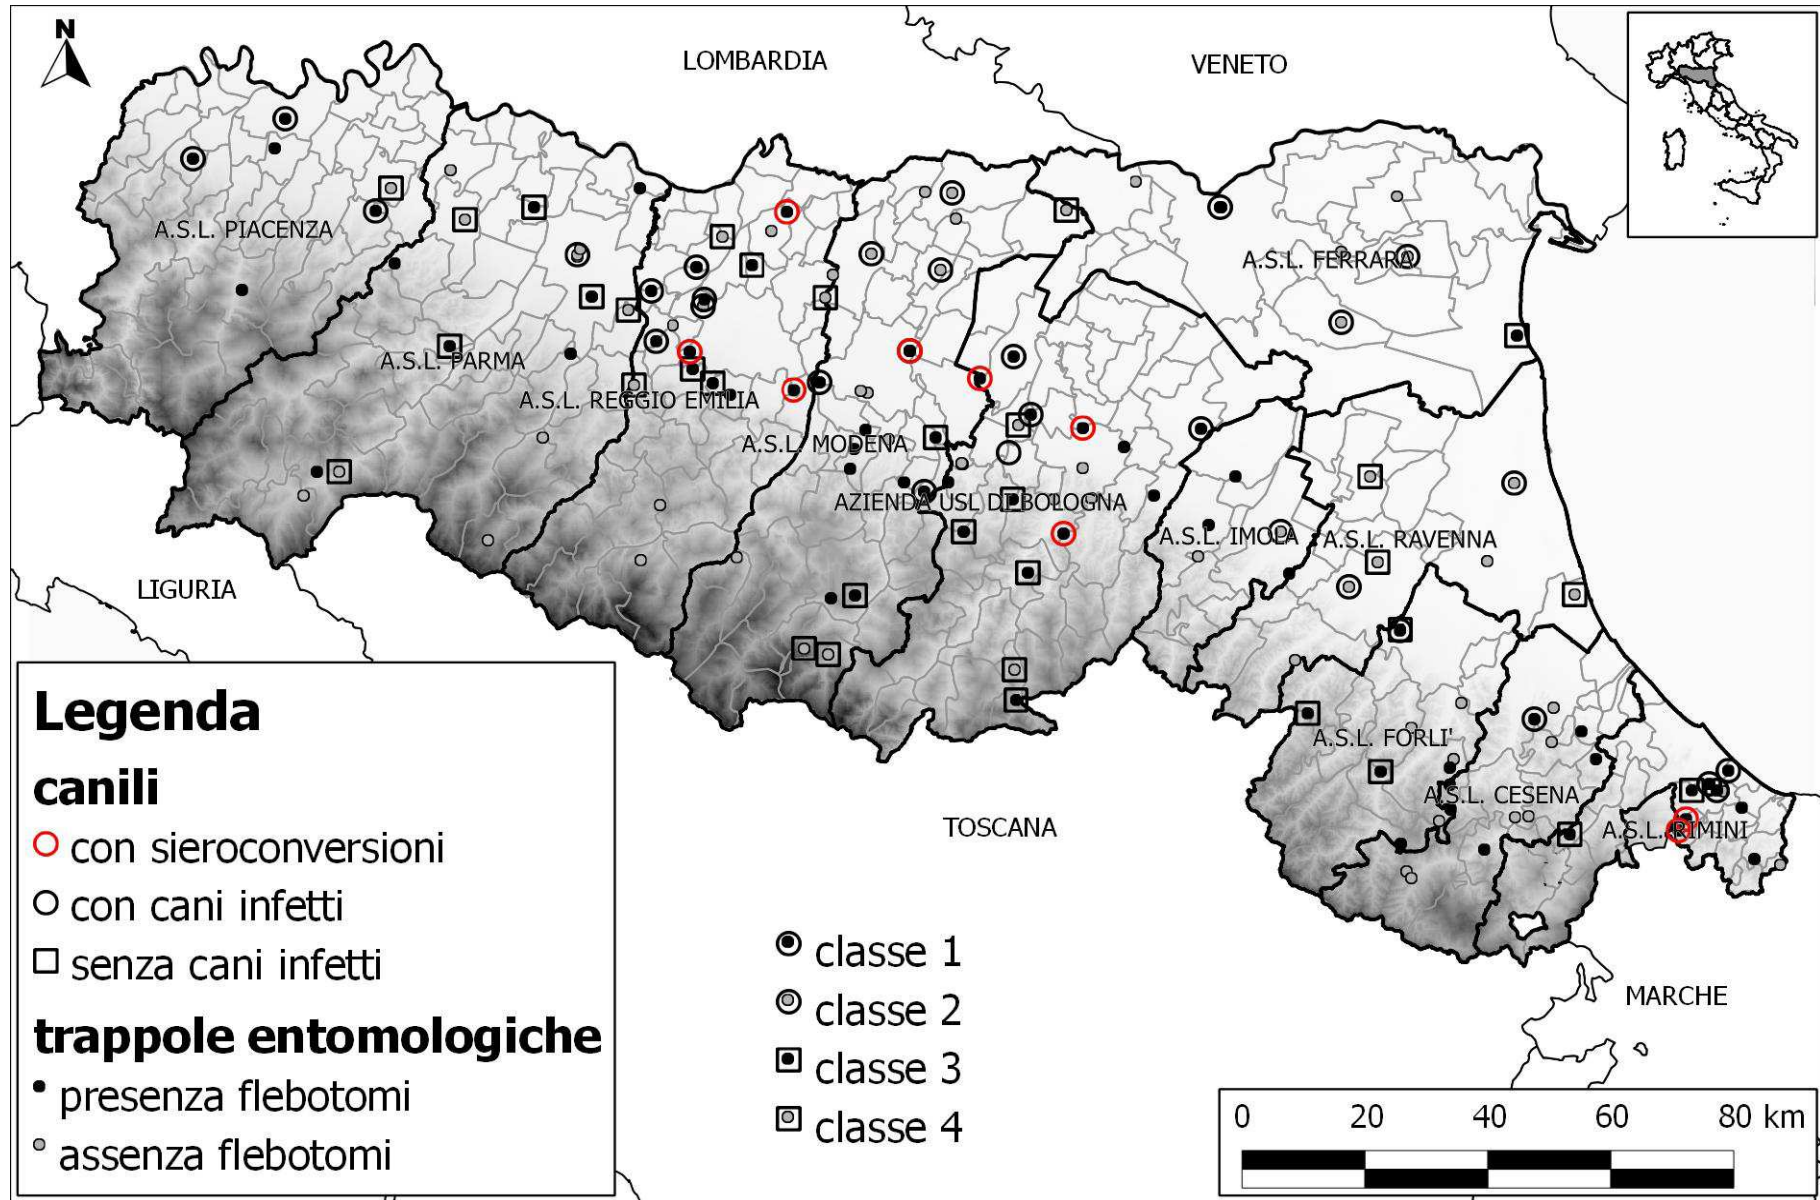 N
LOMBARDIA
VENETO
A.S.L. PIACENZA
A.S.L. FERRARA
A.S.L. PARMA
A.S.L. REGGIO EMILIA
A.S.L. MODENA
AZIENDA USL DI BOLOGNA
A.S.L. IMOLA
A.S.L. RAVENNA
LIGURIA
A.S.L. FORLI'
A.S.L. CESENA
A.S.L. RIMINI
TOSCANA
MARCHE
Legenda
canili
con sieroconversioni
con cani infetti
senza cani infetti
trappole entomologiche
presenza flebotomi
assenza flebotomi
classe 1
classe 2
classe 3
classe 4
0 20 40 60 80 km